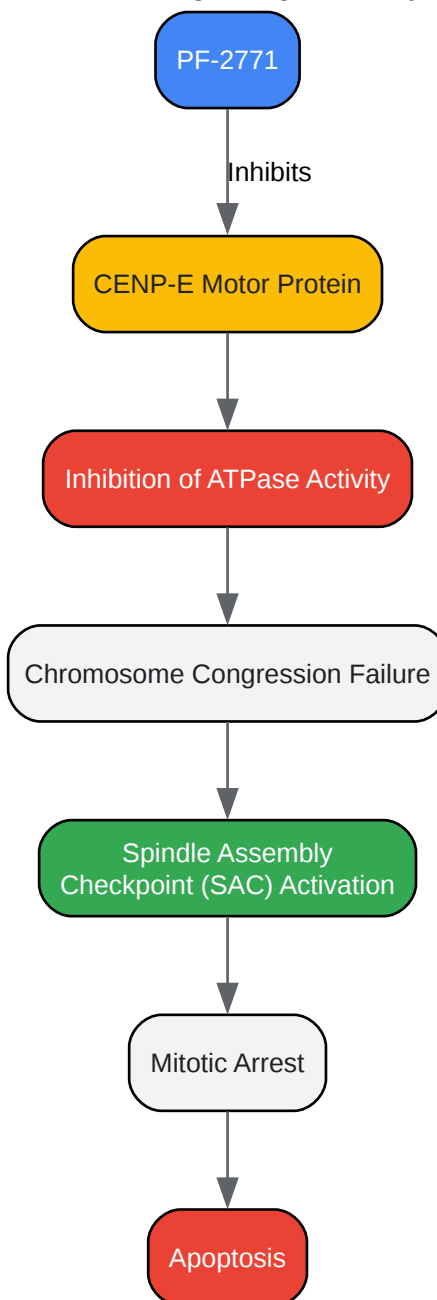 PF-2771
Inhibits
CENP-E Motor Protein
Inhibition of ATPase Activity
Chromosome Congression Failure
Spindle Assembly
Checkpoint (SAC) Activation
Mitotic Arrest
Apoptosis